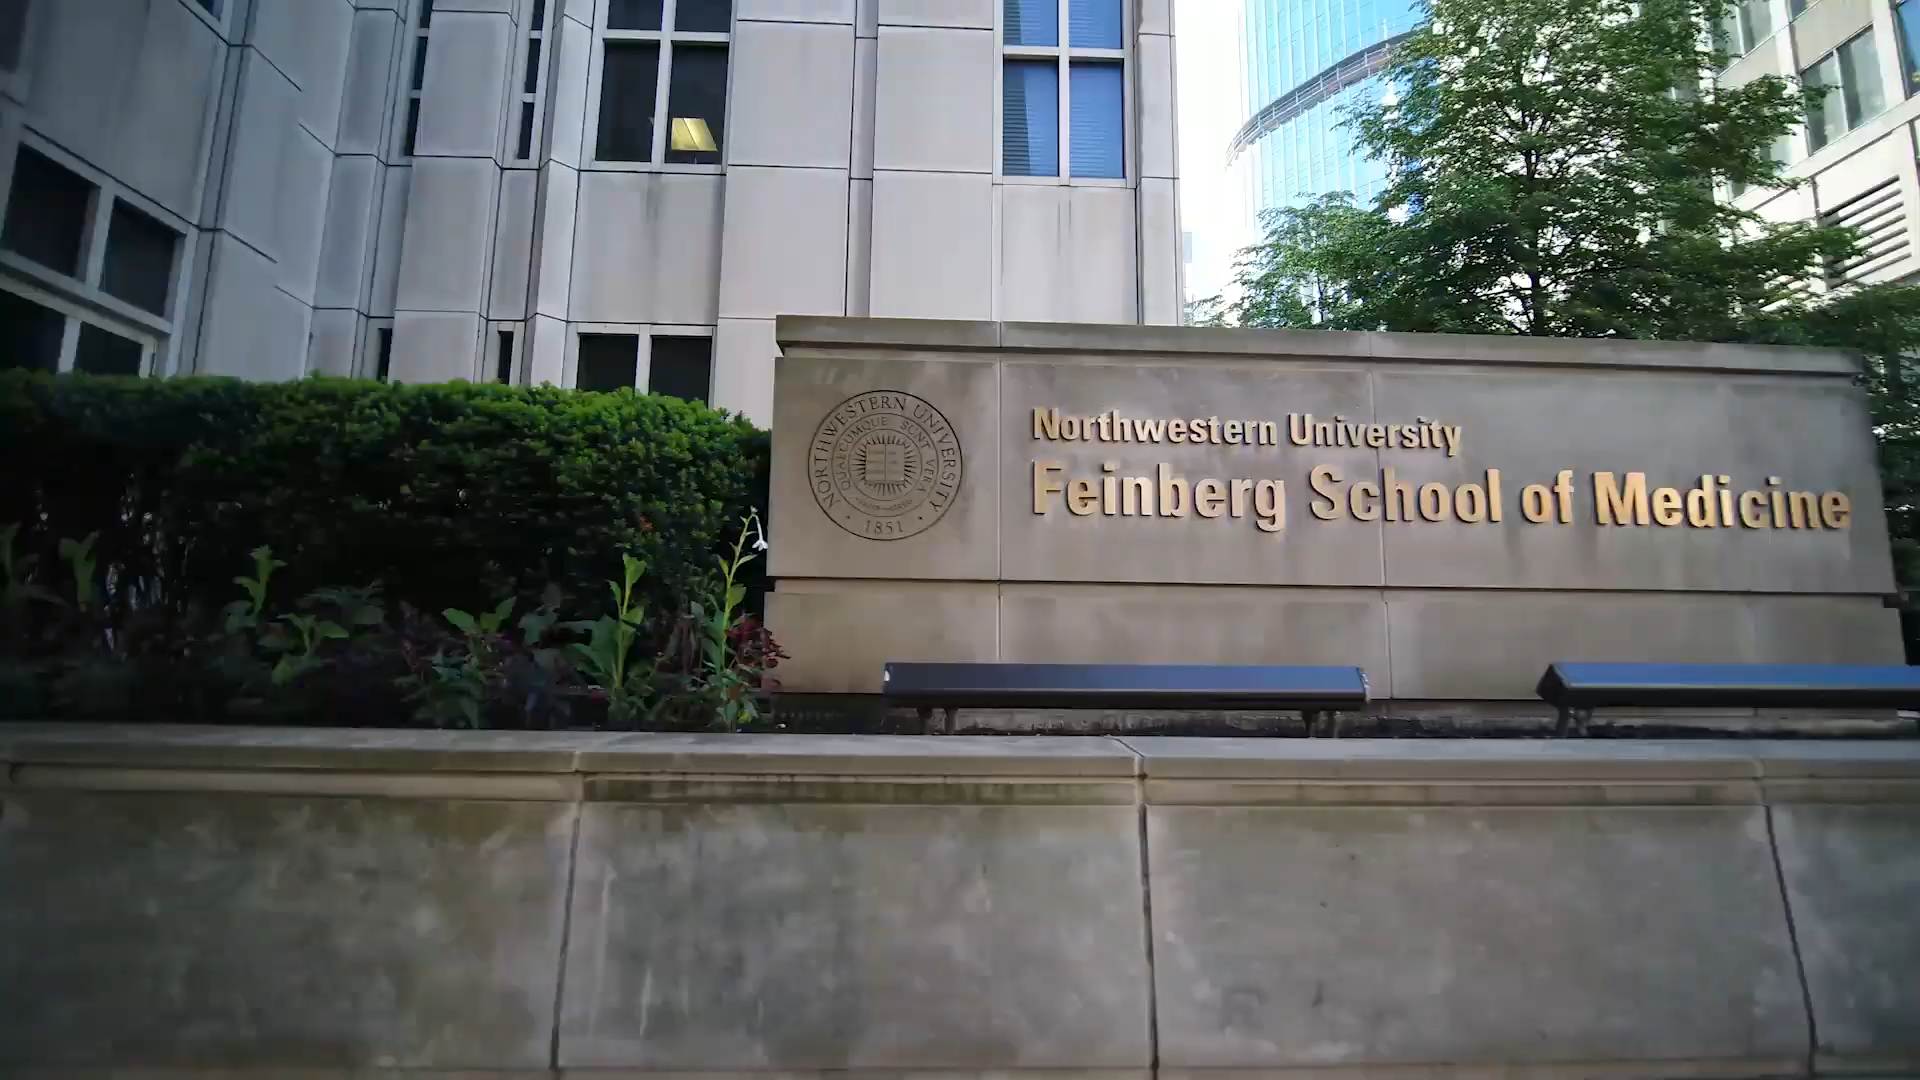 NORTHWESTERN UNIVERSITY
QUAECUMQUE SUNT VERA
· 1851 ·
Northwestern University
Feinberg School of Medicine